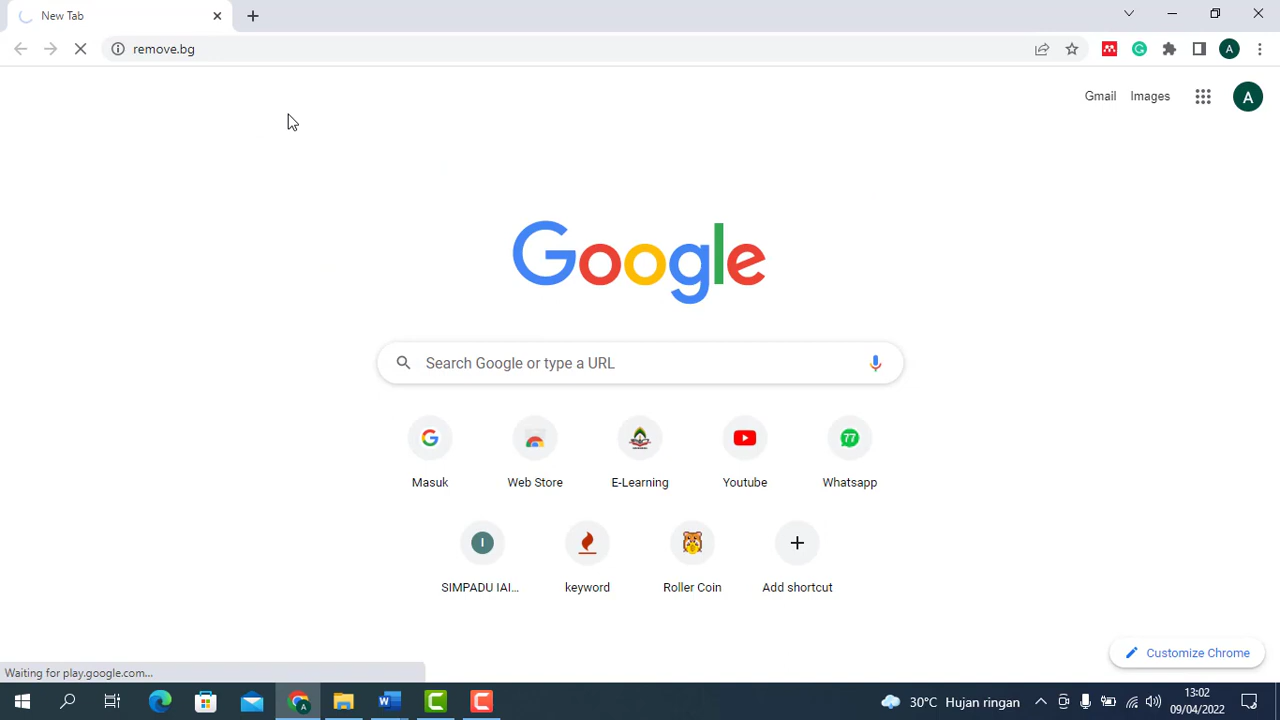 New Tab
remove.bg
A
Gmail
Images
A
Google
Search Google or type a URL
G
77
Masuk
Web Store
E-Learning
Youtube
Whatsapp
I
SIMPADU IAI...
keyword
Roller Coin
Add shortcut
Customize Chrome
Waiting for play.google.com...
30°C Hujan ringan
13:02
09/04/2022